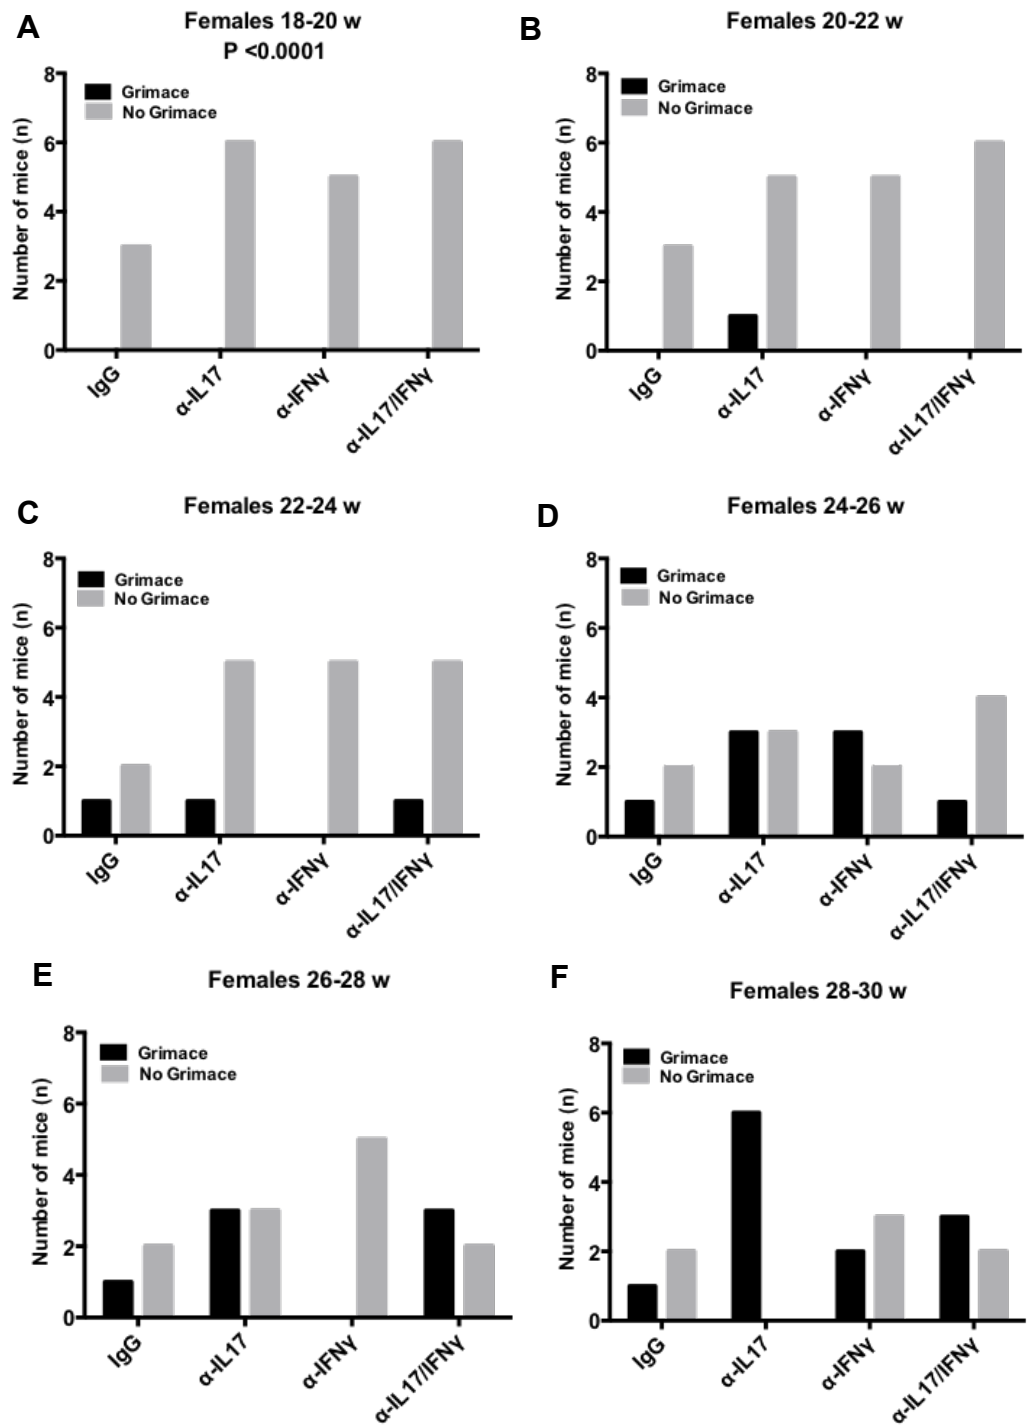 A
Females 18-20 w
P <0.0001
Grimace
No Grimace
Number of mice (n)
8
6
4
2
0
IgG
α-IL17
α-IFNγ
α-IL17/IFNγ
B
Females 20-22 w
Grimace
No Grimace
Number of mice (n)
8
6
4
2
0
IgG
α-IL17
α-IFNγ
α-IL17/IFNγ
C
Females 22-24 w
Grimace
No Grimace
Number of mice (n)
8
6
4
2
0
IgG
α-IL17
α-IFNγ
α-IL17/IFNγ
D
Females 24-26 w
Grimace
No Grimace
Number of mice (n)
8
6
4
2
0
IgG
α-IL17
α-IFNγ
α-IL17/IFNγ
E
Females 26-28 w
Grimace
No Grimace
Number of mice (n)
8
6
4
2
0
IgG
α-IL17
α-IFNγ
α-IL17/IFNγ
F
Females 28-30 w
Grimace
No Grimace
Number of mice (n)
8
6
4
2
0
IgG
α-IL17
α-IFNγ
α-IL17/IFNγ